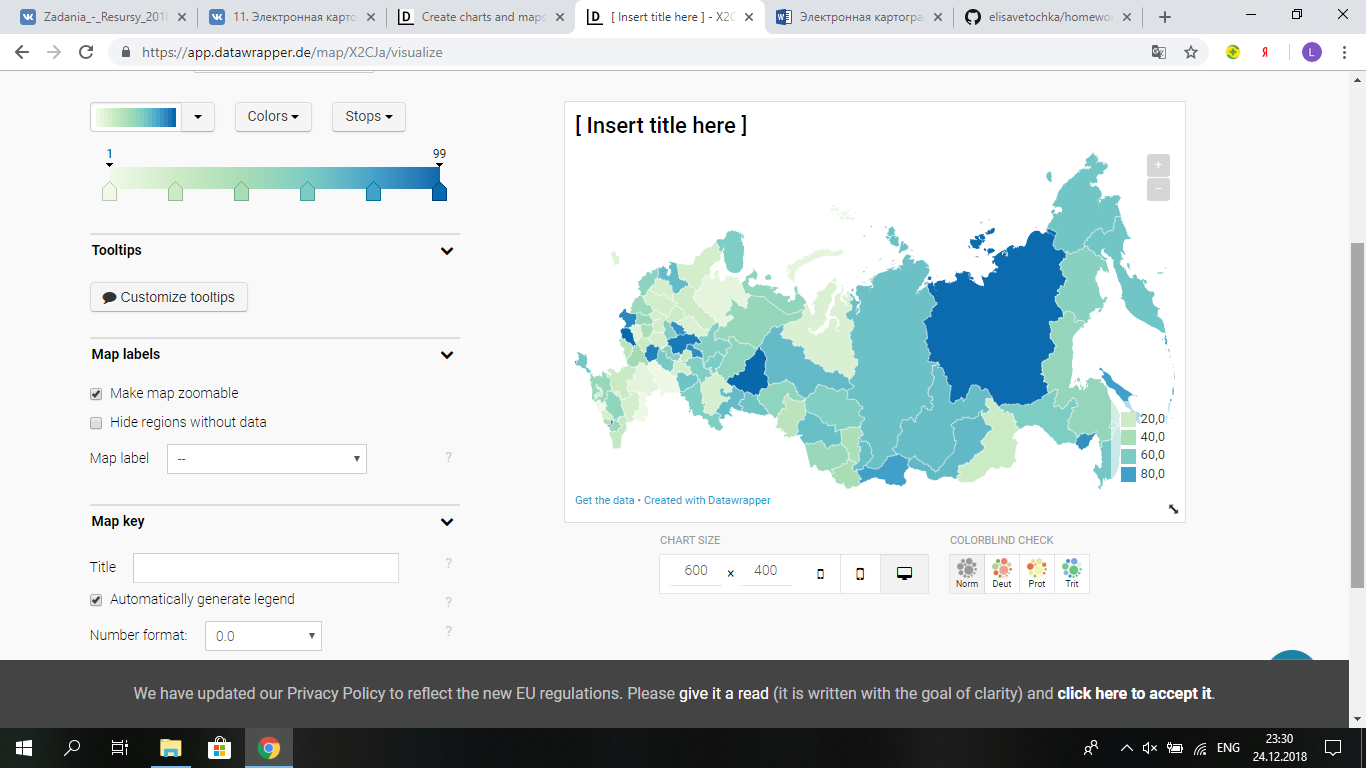 Zadania_-_Resursy_2018
11. Электронная карто
Create charts and maps
[ Insert title here ] - X2C
Электронная картогра
elisavetochka/homewor
https://app.datawrapper.de/map/X2CJa/visualize
L
Colors
Stops
1
99
Tooltips
Customize tooltips
Map labels
Make map zoomable
Hide regions without data
Map label
--
?
Map key
Title
?
Automatically generate legend
?
Number format:
0.0
?
[ Insert title here ]
+
−
20,0
40,0
60,0
80,0
Get the data • Created with Datawrapper
CHART SIZE
600 × 400
COLORBLIND CHECK
Norm
Deut
Prot
Trit
We have updated our Privacy Policy to reflect the new EU regulations. Please give it a read (it is written with the goal of clarity) and click here to accept it.
ENG
23:30
24.12.2018